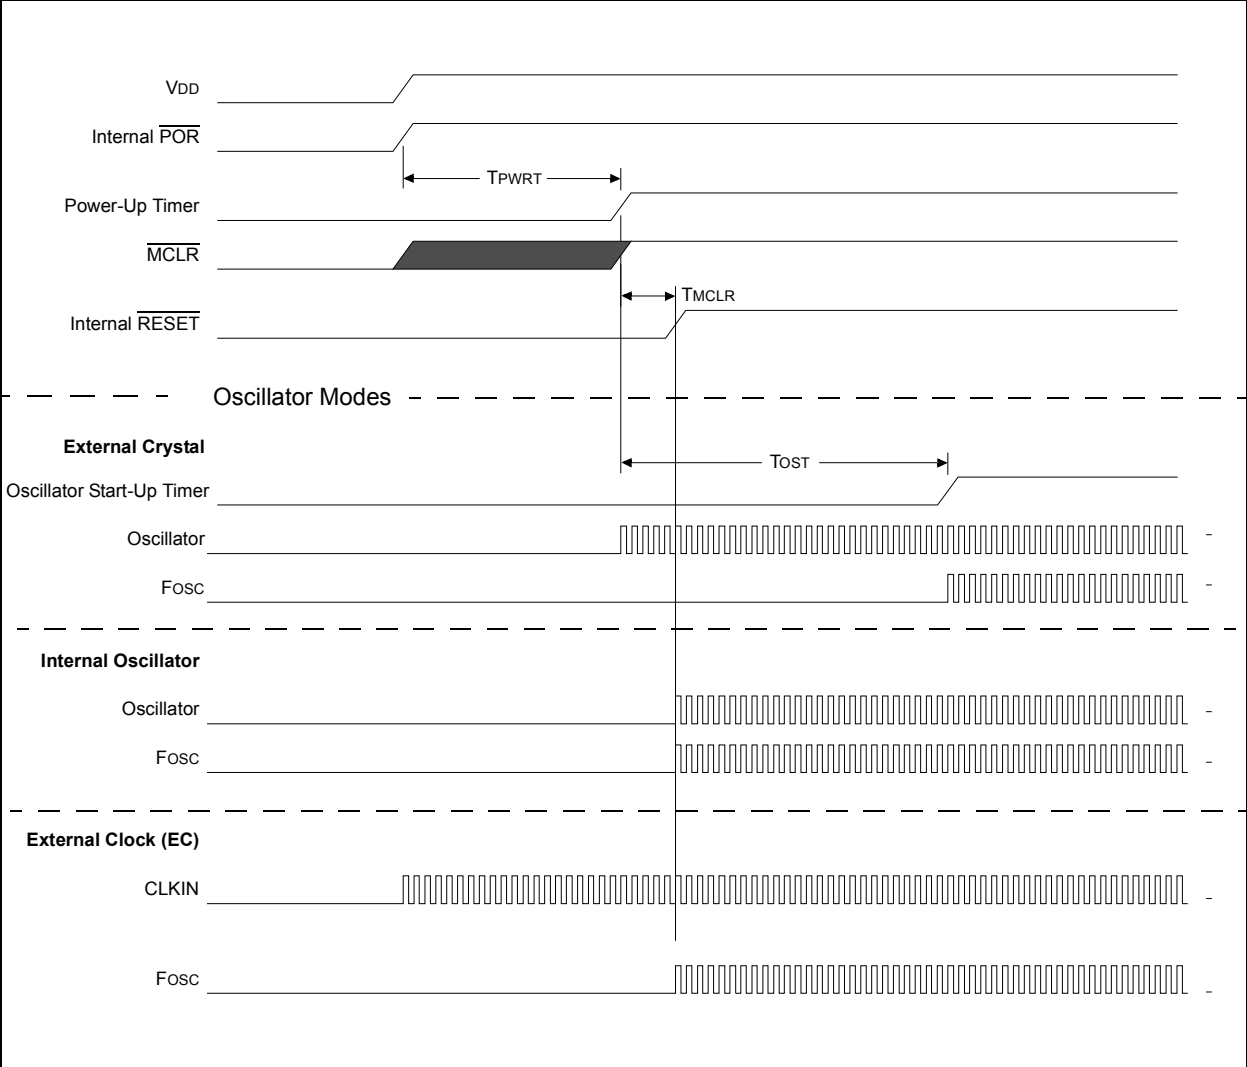 VDD
Internal POR
TPWRT
Power-Up Timer
MCLR
TMCLR
Internal RESET
Oscillator Modes
External Crystal
TOST
Oscillator Start-Up Timer
Oscillator
FOSC
Internal Oscillator
Oscillator
FOSC
External Clock (EC)
CLKIN
FOSC